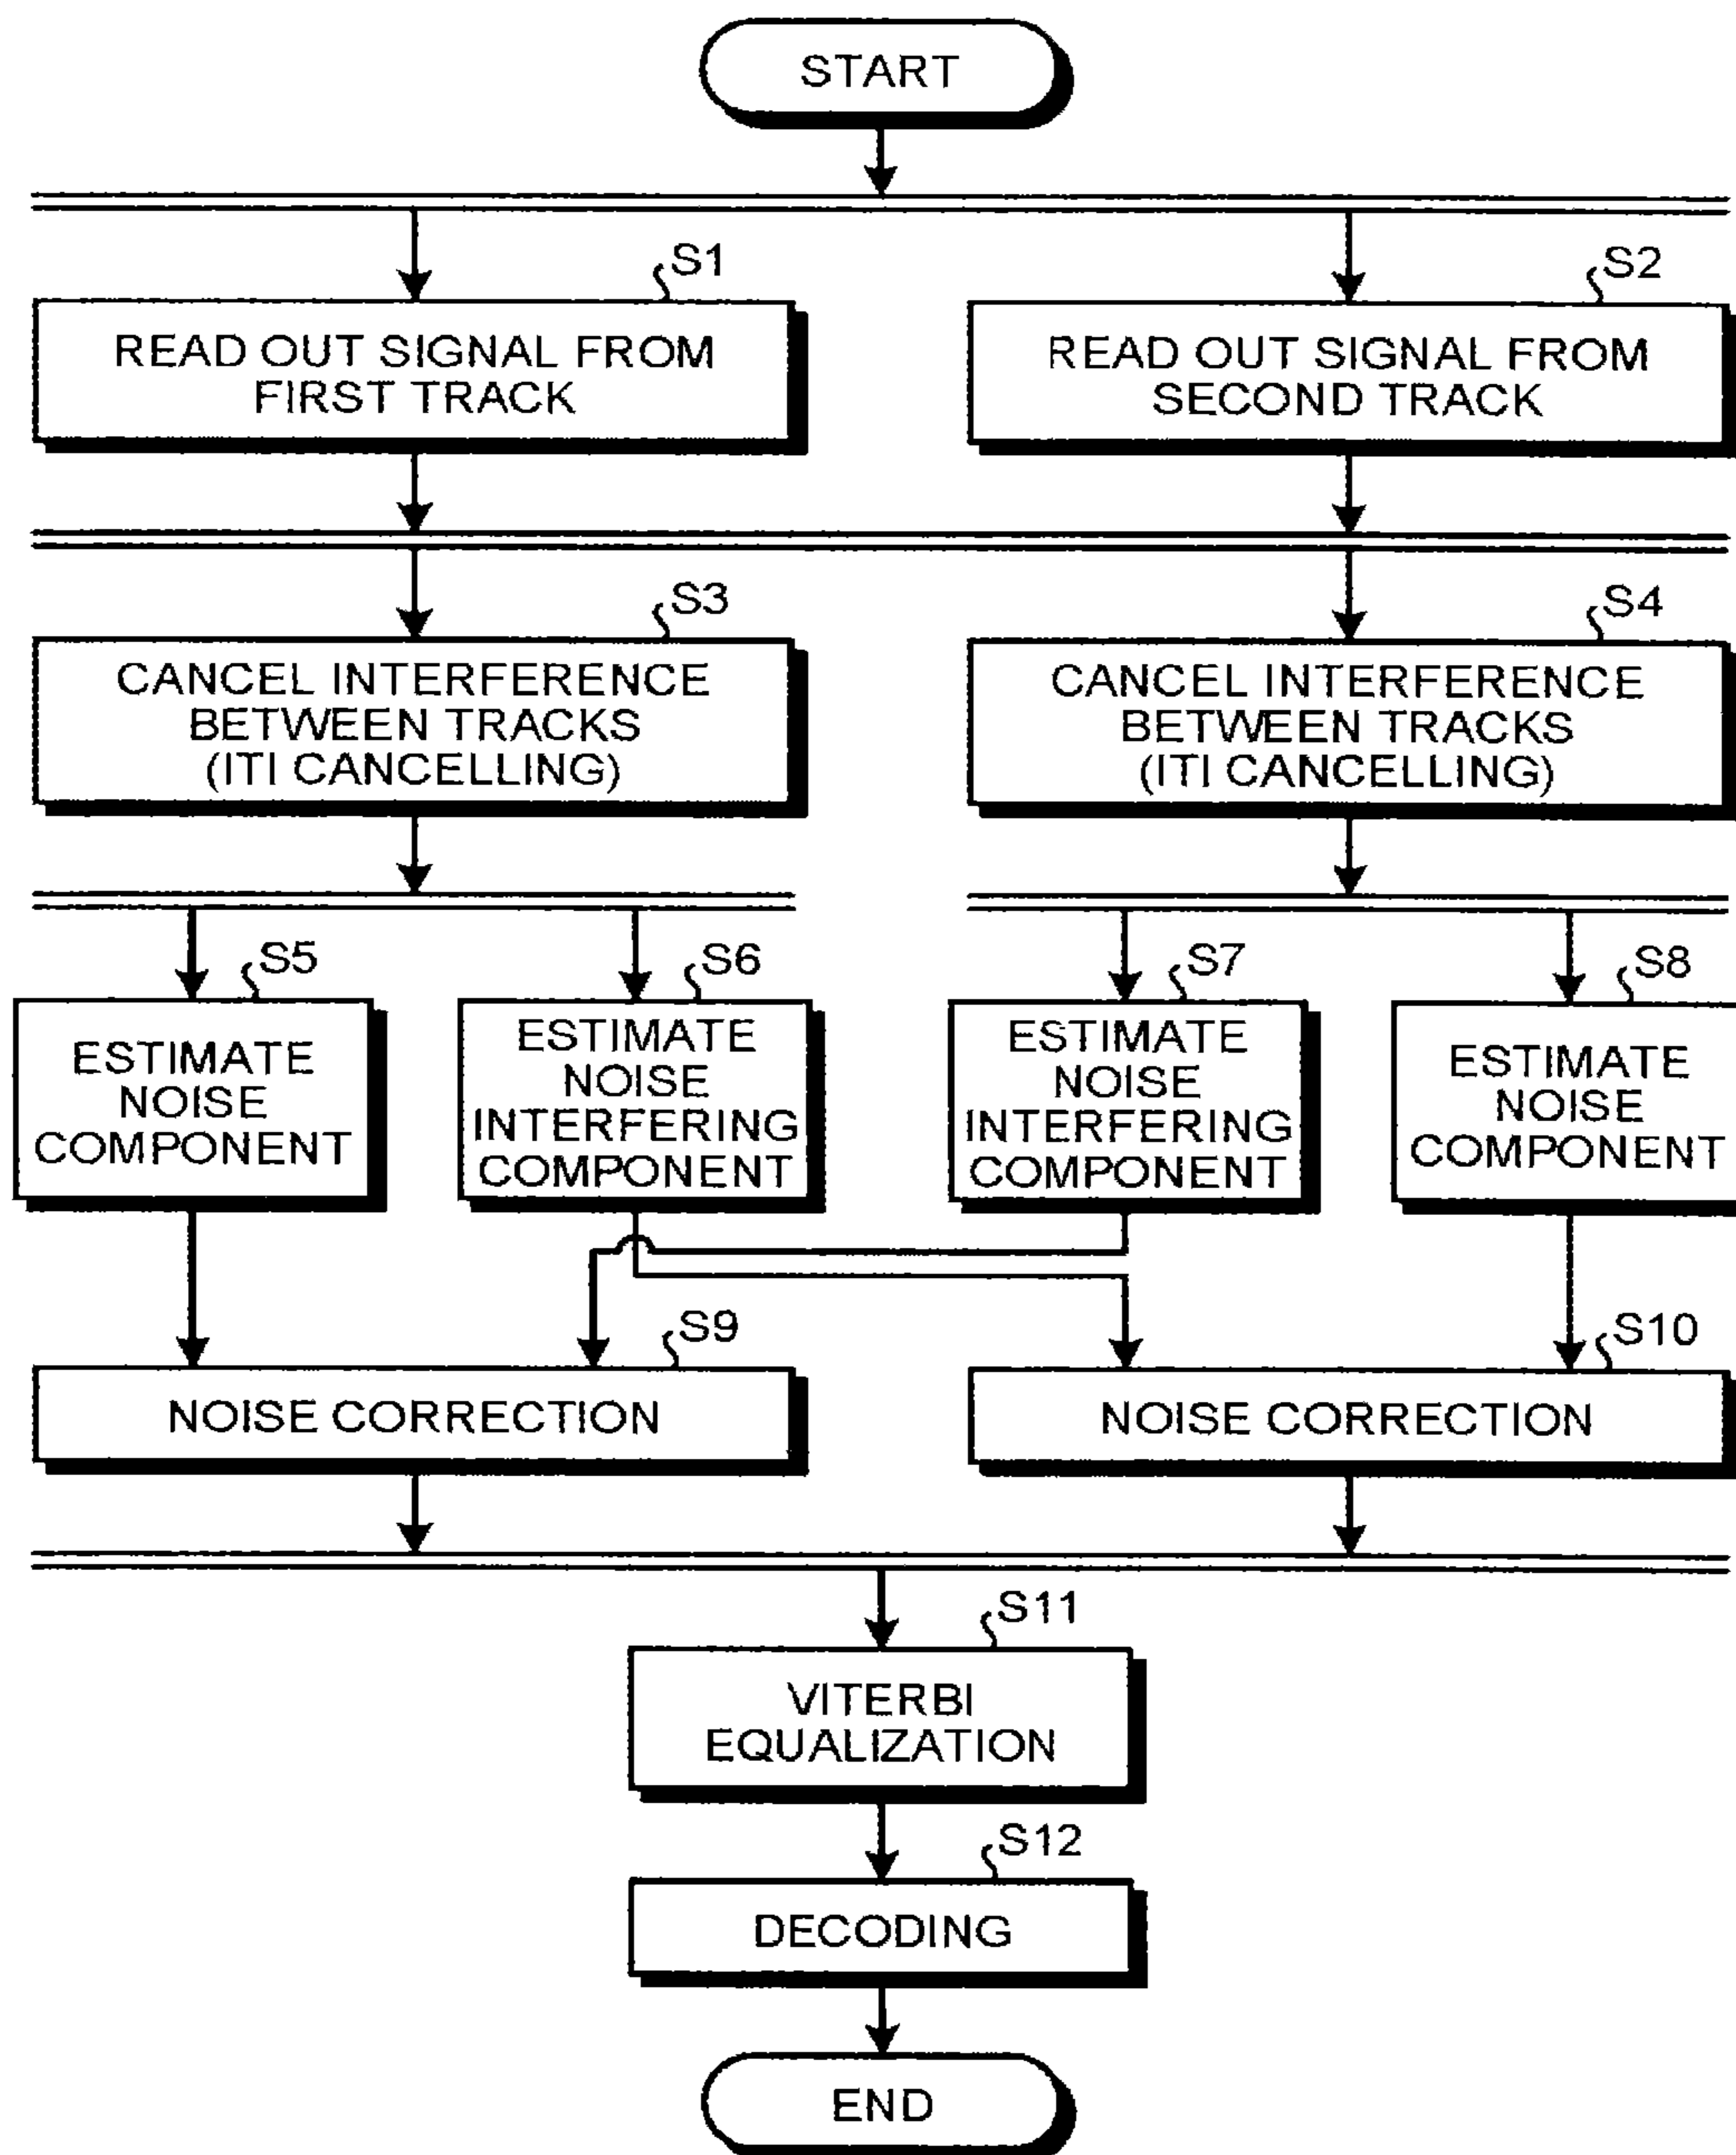 START
S1
READ OUT SIGNAL FROM
FIRST TRACK
S2
READ OUT SIGNAL FROM
SECOND TRACK
S3
CANCEL INTERFERENCE
BETWEEN TRACKS
(ITI CANCELLING)
S4
CANCEL INTERFERENCE
BETWEEN TRACKS
(ITI CANCELLING)
S5
ESTIMATE
NOISE
COMPONENT
S6
ESTIMATE
NOISE
INTERFERING
COMPONENT
S7
ESTIMATE
NOISE
INTERFERING
COMPONENT
S8
ESTIMATE
NOISE
COMPONENT
S9
NOISE CORRECTION
S10
NOISE CORRECTION
S11
VITERBI
EQUALIZATION
S12
DECODING
END